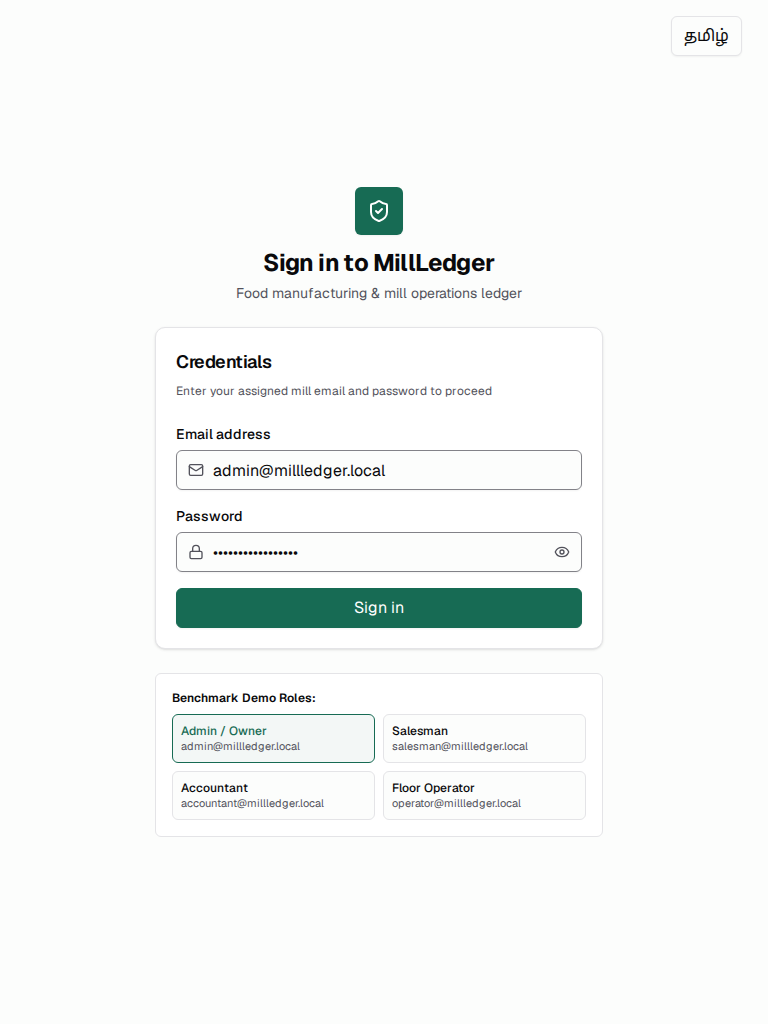 தமிழ்
Sign in to MillLedger
Food manufacturing & mill operations ledger
Credentials
Enter your assigned mill email and password to proceed
Email address
admin@millledger.local
Password
•••••••••••••••••
Sign in
Benchmark Demo Roles:
Admin / Owner
admin@millledger.local
Salesman
salesman@millledger.local
Accountant
accountant@millledger.local
Floor Operator
operator@millledger.local